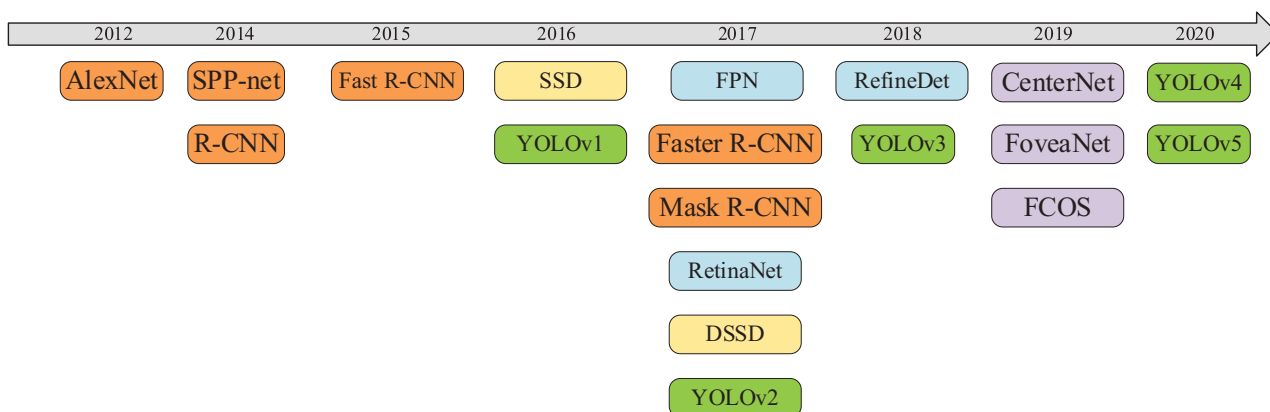 2012 2014 2015 2016 2017 2018 2019 2020
AlexNet SPP-net Fast R-CNN SSD FPN RefineDet CenterNet YOLOv4
R-CNN YOLOv1 Faster R-CNN YOLOv3 FoveaNet YOLOv5
Mask R-CNN FCOS
RetinaNet
DSSD
YOLOv2